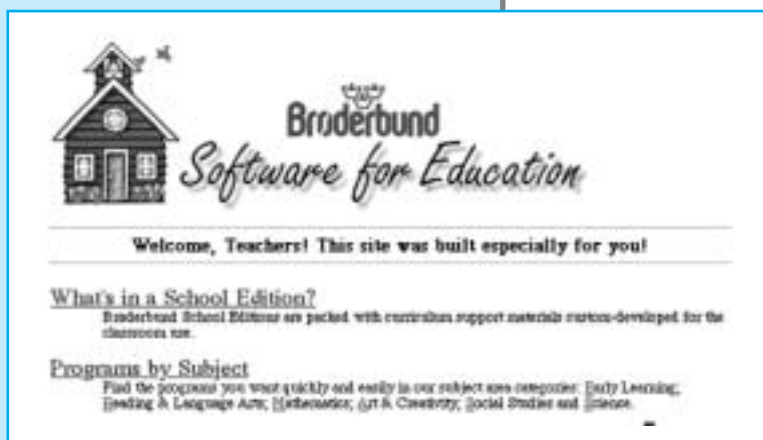 Brøderbund
Software for Education
Welcome, Teachers! This site was built especially for you!
What's in a School Edition?
Broderbund School Editions are packed with curriculum support materials custom-developed for the
classroom use.
Programs by Subject
Find the programs you want quickly and easily in our subject area categories: Early Learning;
Reading & Language Arts; Mathematics; Art & Creativity; Social Studies and Science.